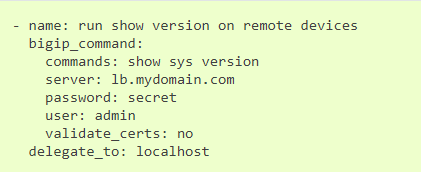 - name: run show version on remote devices
  bigip_command:
    commands: show sys version
    server: lb.mydomain.com
    password: secret
    user: admin
    validate_certs: no
  delegate_to: localhost